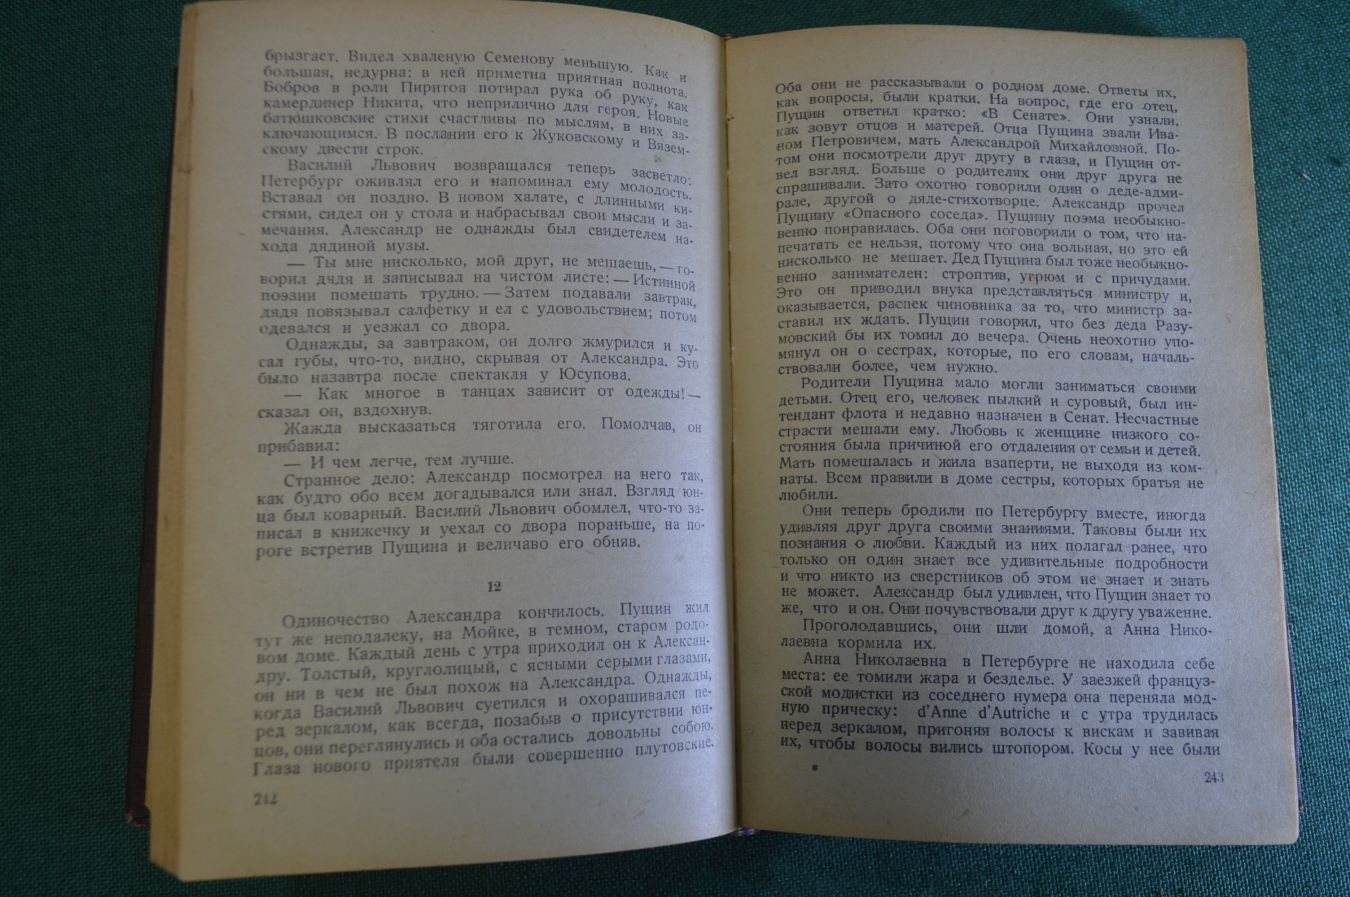 брызгает. Видел хваленую Семенову меньшую. Как и
большая, недурна: в ней приметна приятная полнота.
Бобров в роли Пиритоя потирал рука об руку, как
камердинер Никита, что неприлично для героя. Новые
батюшковские стихи счастливы по мыслям, в них за-
ключающимся. В послании его к Жуковскому и Вязем-
скому двести строк.
Василий Львович возвращался теперь засветло:
Петербург оживлял его и напоминал ему молодость.
Вставал он поздно. В новом халате, с длинными ки-
стями, сидел он у стола и набрасывал свои мысли и за-
мечания. Александр не однажды был свидетелем на-
хода дядиной музы.
— Ты мне нисколько, мой друг, не мешаешь, — го-
ворил дядя и записывал на чистом листе: — Истинной
поэзии помешать трудно. — Затем подавали завтрак,
дядя повязывал салфетку и ел с удовольствием; потом
одевался и уезжал со двора.
Однажды, за завтраком, он долго жмурился и ку-
сал губы, что-то, видно, скрывая от Александра. Это
было назавтра после спектакля у Юсупова.
— Как многое в танцах зависит от одежды! —
сказал он, вздохнув.
Жажда высказаться тяготила его. Помолчав, он
прибавил:
— И чем легче, тем лучше.
Странное дело: Александр посмотрел на него так,
как будто обо всем догадывался или знал. Взгляд юн-
ца был коварный. Василий Львович обомлел, что-то за-
писал в книжечку и уехал со двора пораньше, на по-
роге встретив Пущина и величаво его обняв.
12
Одиночество Александра кончилось. Пущин жил
тут же неподалеку, на Мойке, в темном, старом родо-
вом доме. Каждый день с утра приходил он к Алексан-
дру. Толстый, круглолицый, с ясными серыми глазами,
он ни в чем не был похож на Александра. Однажды,
когда Василий Львович суетился и охорашивался пе-
ред зеркалом, как всегда, позабыв о присутствии юн-
цов, они переглянулись и оба остались довольны собою.
Глаза нового приятеля были совершенно плутовские.
242
Оба они не рассказывали о родном доме. Ответы их,
как вопросы, были кратки. На вопрос, где его отец,
Пущин ответил кратко: «В Сенате». Они узнали,
как зовут отцов и матерей. Отца Пущина звали Ива-
ном Петровичем, мать Александрой Михайловной. По-
том они посмотрели друг другу в глаза, и Пущин от-
вел взгляд. Больше о родителях они друг друга не
спрашивали. Зато охотно говорили один о деде-адми-
рале, другой о дяде-стихотворце. Александр прочел
Пущину «Опасного соседа». Пущину поэма необыкно-
венно понравилась. Оба они поговорили о том, что на-
печатать ее нельзя, потому что она вольная, но это ей
нисколько не мешает. Дед Пущина был тоже необыкно-
венно занимателен: строптив, угрюм и с причудами.
Это он приводил внука представляться министру и,
оказывается, распек чиновника за то, что министр за-
ставил их ждать. Пущин говорил, что без деда Разу-
мовский бы их томил до вечера. Очень неохотно упо-
мянул он о сестрах, которые, по его словам, началь-
ствовали более, чем нужно.
Родители Пущина мало могли заниматься своими
детьми. Отец его, человек пылкий и суровый, был ин-
тендант флота и недавно назначен в Сенат. Несчастные
страсти мешали ему. Любовь к женщине низкого со-
стояния была причиной его отдаления от семьи и детей.
Мать помешалась и жила взаперти, не выходя из ком-
наты. Всем правили в доме сестры, которых братья не
любили.
Они теперь бродили по Петербургу вместе, иногда
удивляя друг друга своими знаниями. Таковы были их
познания о любви. Каждый из них полагал ранее, что
только он один знает все удивительные подробности
и что никто из сверстников об этом не знает и знать
не может. Александр был удивлен, что Пущин знает то
же, что и он. Они почувствовали друг к другу уважение.
Проголодавшись, они шли домой, а Анна Нико-
лаевна кормила их.
Анна Николаевна в Петербурге не находила себе
места: ее томили жара и безделье. У заезжей француз-
ской модистки из соседнего нумера она переняла мод-
ную прическу: d'Anne d'Autriche и с утра трудилась
перед зеркалом, пригоняя волосы к вискам и завивая
их, чтобы волосы вились штопором. Косы у нее были
*
243